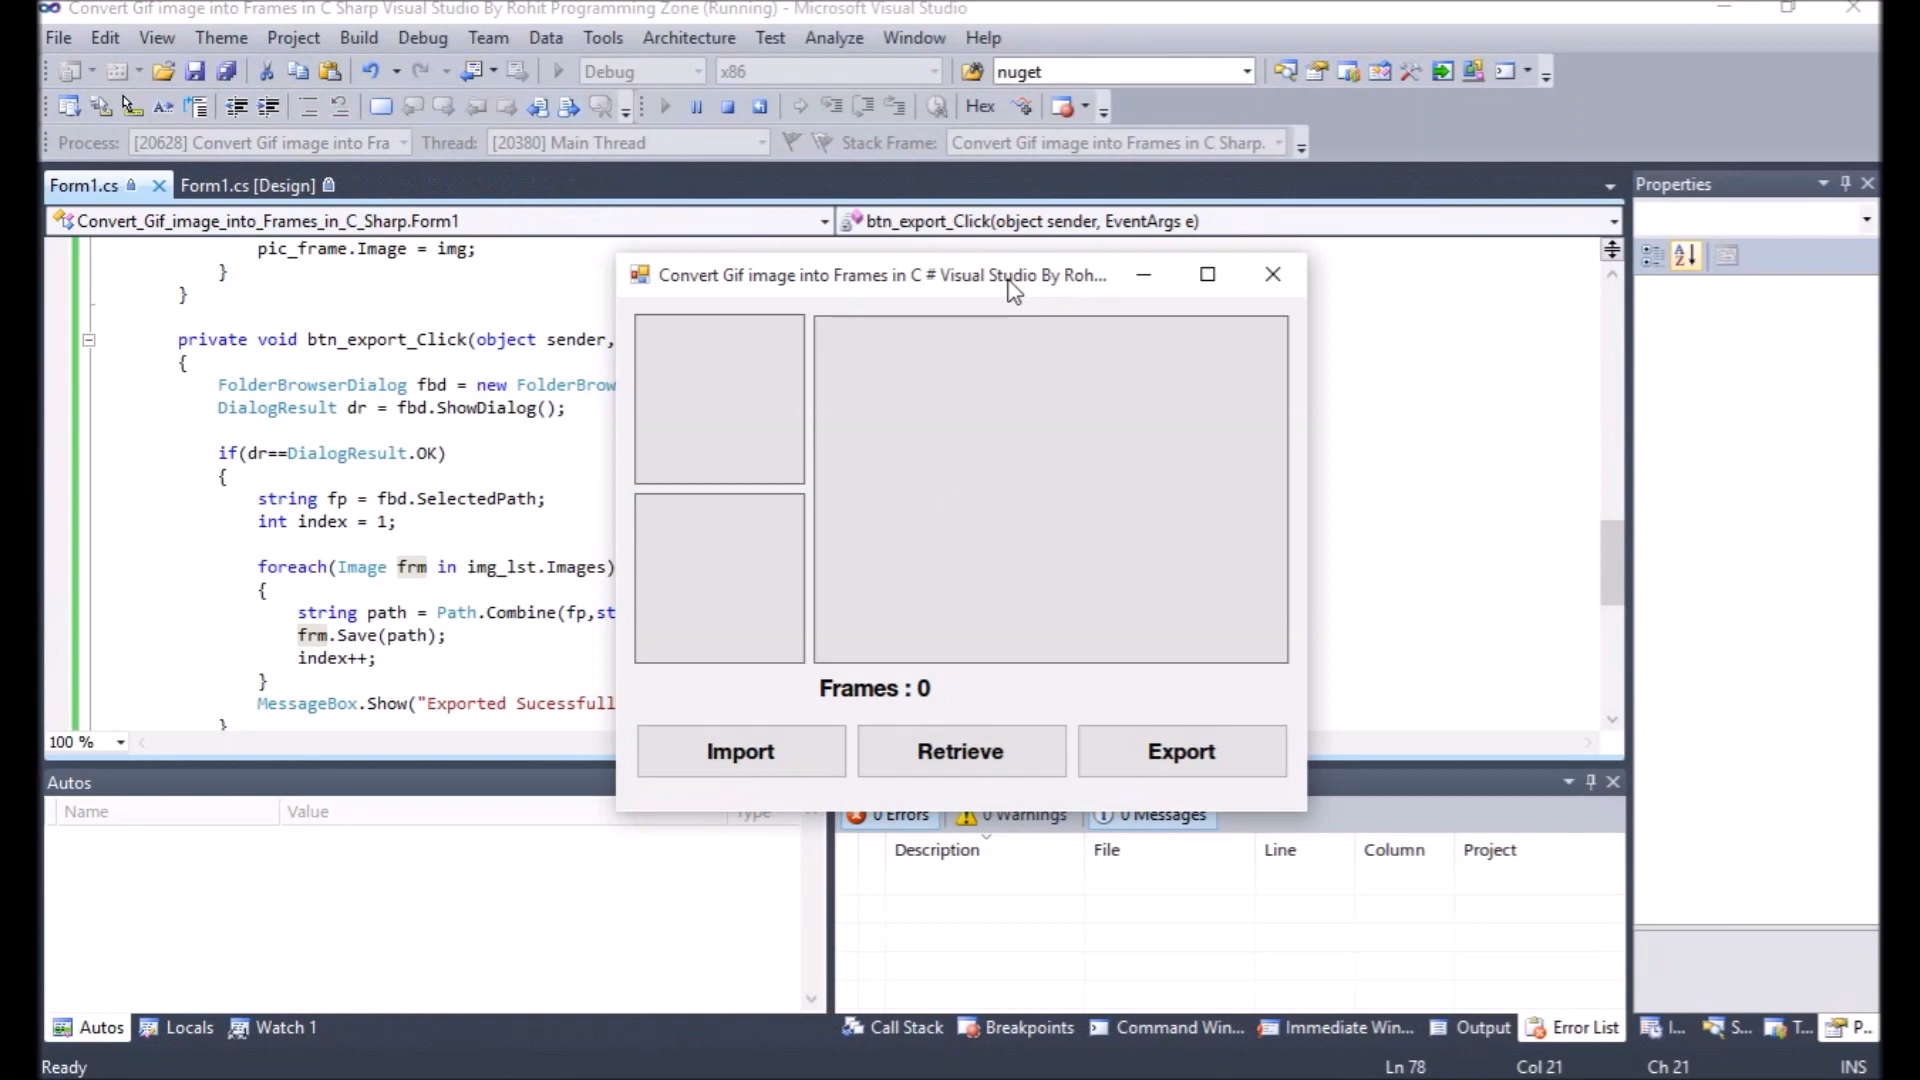 Convert Gif image into Frames in C Sharp Visual Studio By Rohit Programming Zone (Running) - Microsoft Visual Studio
File Edit View Theme Project Build Debug Team Data Tools Architecture Test Analyze Window Help
Debug x86 nuget
Hex
Process: [20628] Convert Gif image into Fra Thread: [20380] Main Thread Stack Frame: Convert Gif image into Frames in C Sharp.
Form1.cs Form1.cs [Design] Properties
Convert_Gif_image_into_Frames_in_C_Sharp.Form1 btn_export_Click(object sender, EventArgs e)
pic_frame.Image = img;
}
}
private void btn_export_Click(object sender,
{
FolderBrowserDialog fbd = new FolderBrow
DialogResult dr = fbd.ShowDialog();
if(dr==DialogResult.OK)
{
string fp = fbd.SelectedPath;
int index = 1;
foreach(Image frm in img_lst.Images)
{
string path = Path.Combine(fp,st
frm.Save(path);
index++;
}
MessageBox.Show("Exported Sucessfull
}
100 %
Convert Gif image into Frames in C # Visual Studio By Roh...
Frames : 0
Import Retrieve Export
Autos
Name Value Type
0 Errors 0 Warnings 0 Messages
Description File Line Column Project
Autos Locals Watch 1 Call Stack Breakpoints Command Win... Immediate Win... Output Error List I... S... T... P..
Ready Ln 78 Col 21 Ch 21 INS